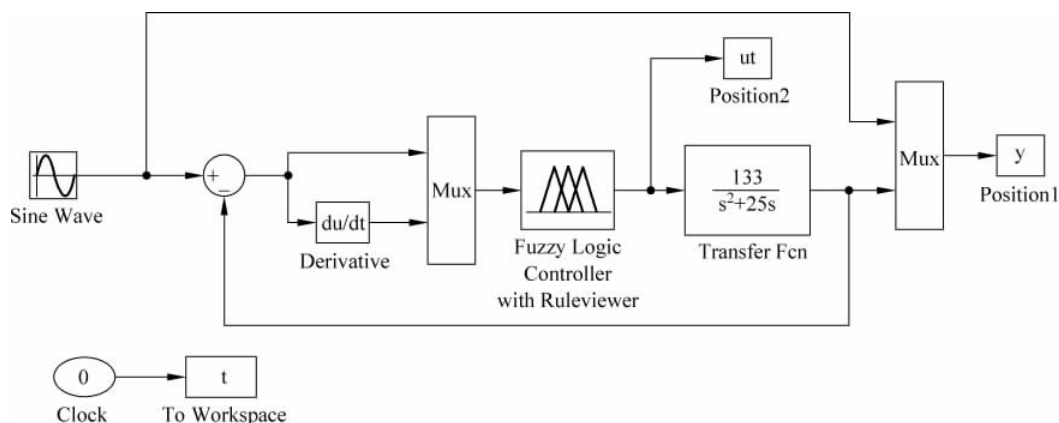 ut
Position2
Sine Wave
+
−
du/dt
Derivative
Mux
Fuzzy Logic
Controller
with Ruleviewer
133
s²+25s
Transfer Fcn
Mux
y
Position1
0
Clock
t
To Workspace